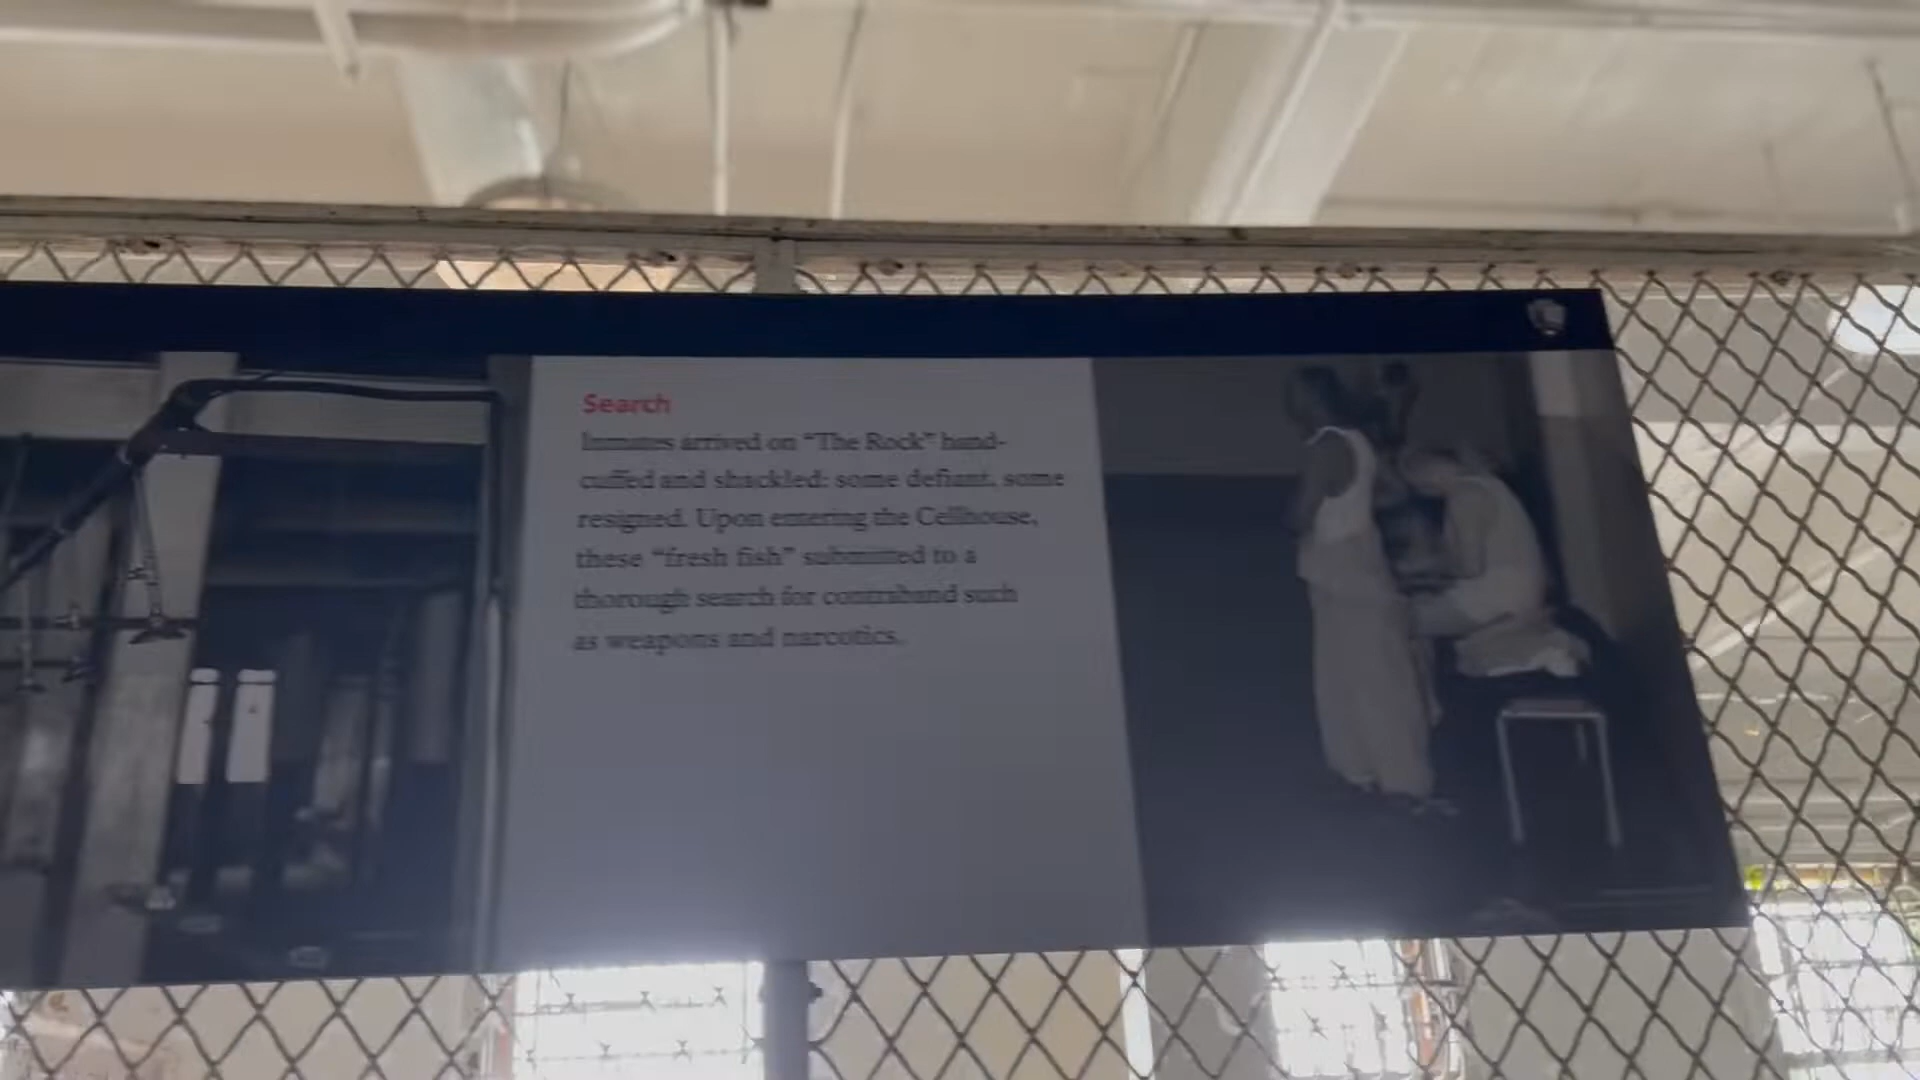 Search
Inmates arrived on “The Rock” hand-
cuffed and shackled: some defiant, some
resigned. Upon entering the Cellhouse,
these “fresh fish” submitted to a
thorough search for contraband such
as weapons and narcotics.